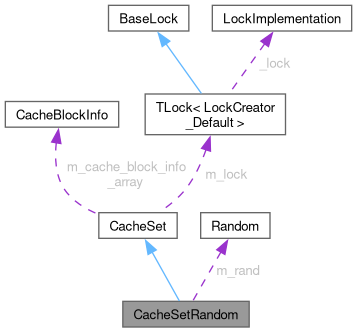 BaseLock
LockImplementation
_lock
CacheBlockInfo
TLock< LockCreator
_Default >
m_cache_block_info
_array
m_lock
CacheSet
Random
m_rand
CacheSetRandom